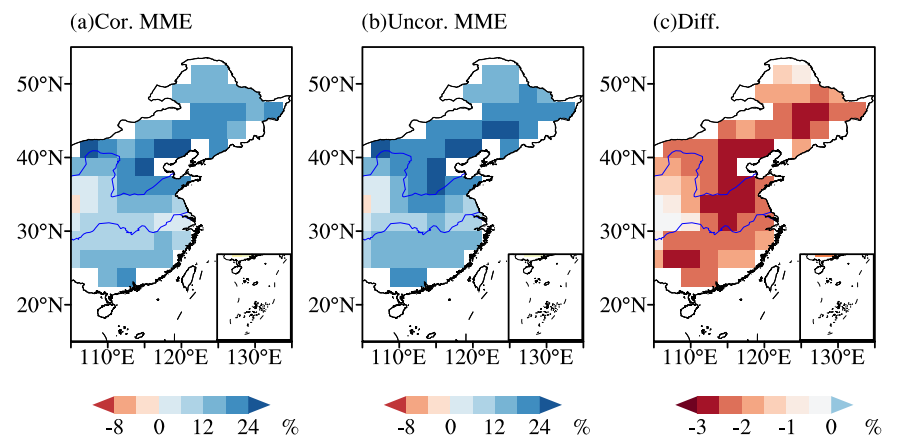 (a)Cor. MME (b)Uncor. MME (c)Diff.
50°N 50°N 50°N
40°N 40°N 40°N
30°N 30°N 30°N
20°N 20°N 20°N
110°E 120°E 130°E 110°E 120°E 130°E 110°E 120°E 130°E
-8 0 12 24 % -8 0 12 24 % -3 -2 -1 0 %